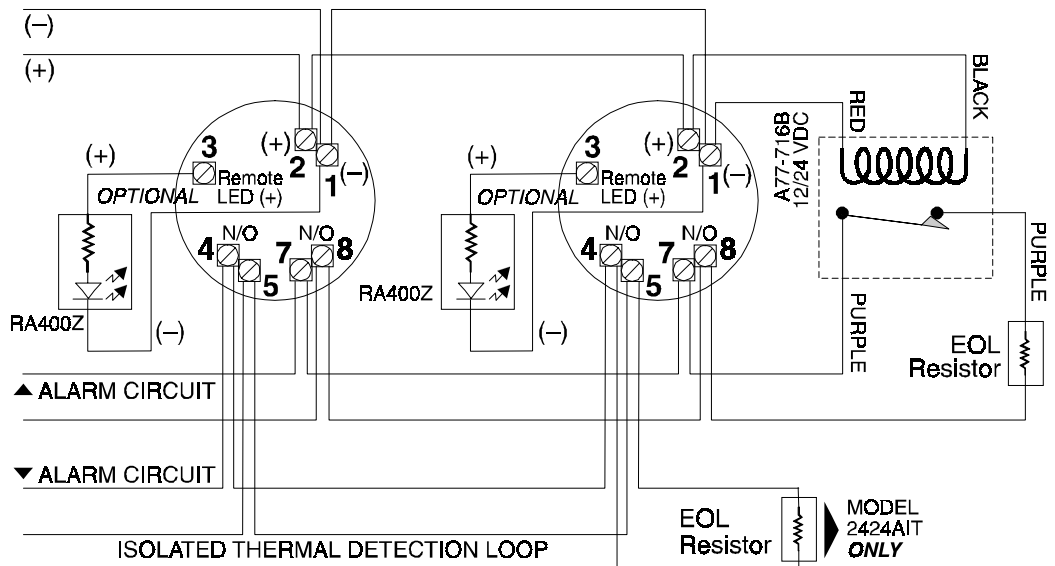 (–)
(+)
BLACK
RED
A77-716B
12/24 VDC
(+)
3
(+)
2
1
(–)
Remote
LED (+)
OPTIONAL
N/O
N/O
4
5
7
8
RA400Z
(–)
(+)
3
(+)
2
1
(–)
Remote
LED (+)
OPTIONAL
N/O
N/O
4
5
7
8
RA400Z
(–)
PURPLE
PURPLE
EOL
Resistor
▲ ALARM CIRCUIT
▼ ALARM CIRCUIT
ISOLATED THERMAL DETECTION LOOP
EOL
Resistor
MODEL
2424AIT
ONLY